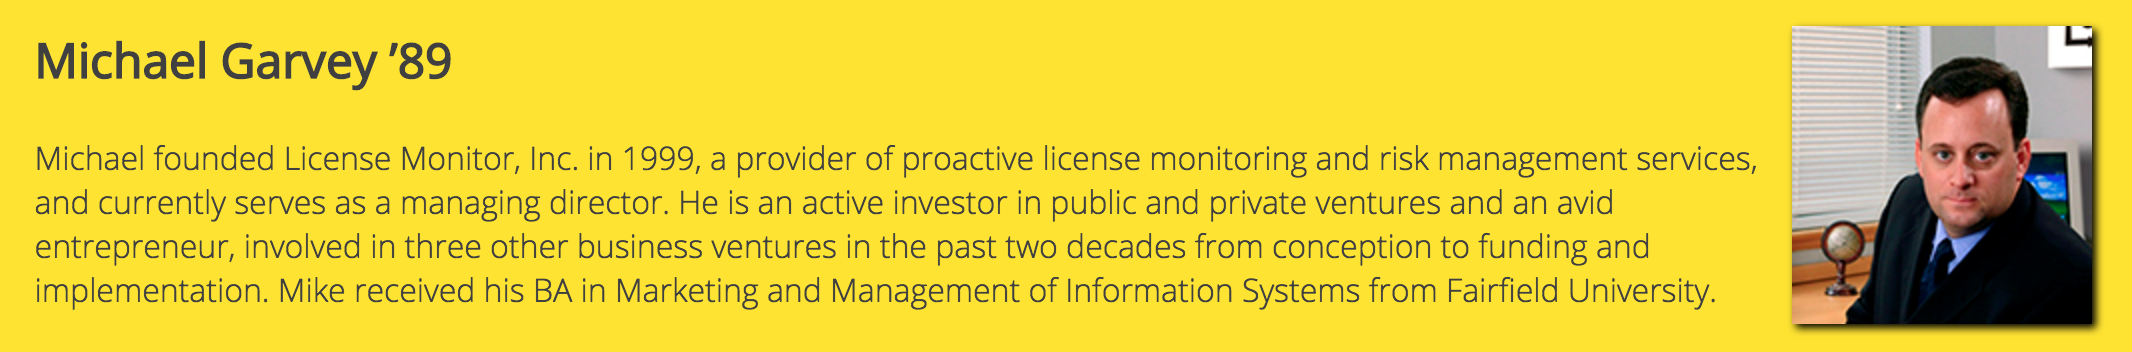 Michael Garvey ’89
Michael founded License Monitor, Inc. in 1999, a provider of proactive license monitoring and risk management services,
and currently serves as a managing director. He is an active investor in public and private ventures and an avid
entrepreneur, involved in three other business ventures in the past two decades from conception to funding and
implementation. Mike received his BA in Marketing and Management of Information Systems from Fairfield University.